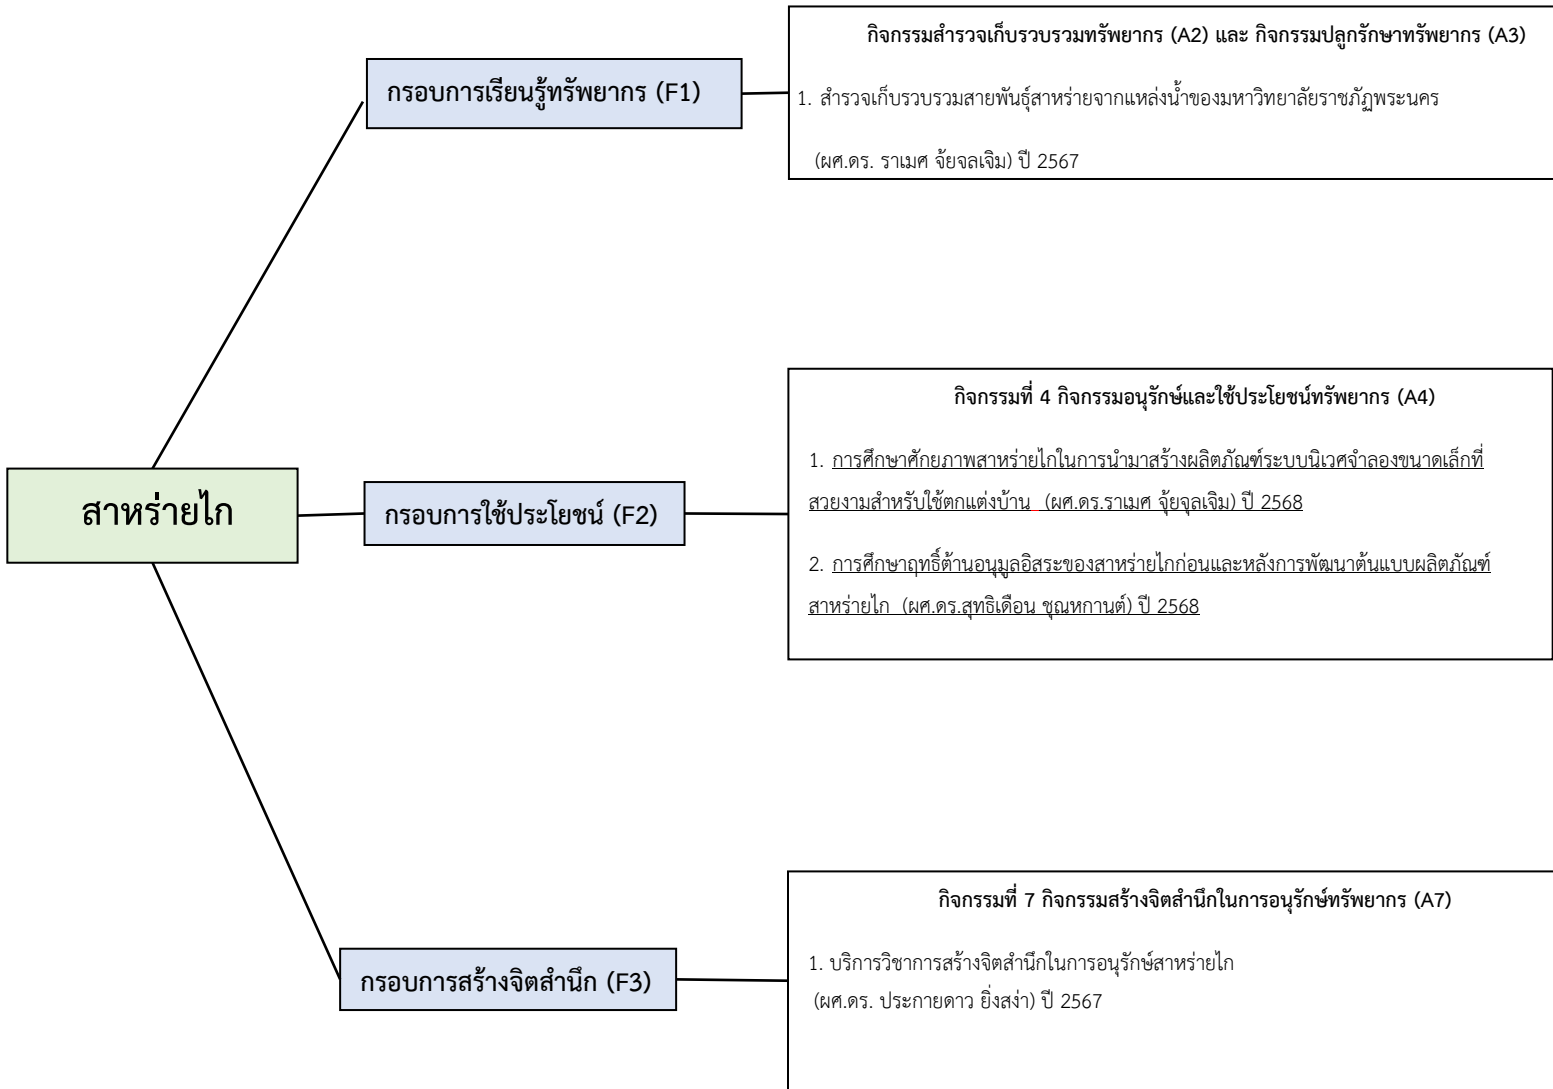 กิจกรรมสำรวจเก็บรวบรวมทรัพยากร (A2) และ กิจกรรมปลูกรักษาทรัพยากร (A3)
กรอบการเรียนรู้ทรัพยากร (F1)
1. สำรวจเก็บรวบรวมสายพันธุ์สาหร่ายจากแหล่งน้ำของมหาวิทยาลัยราชภัฏพระนคร
(ผศ.ดร. ราเมศ จ้ัยจลเจิม) ปี 2567
กิจกรรมที่ 4 กิจกรรมอนุรักษ์และใช้ประโยชน์ทรัพยากร (A4)
1. การศึกษาศักยภาพสาหร่ายไกในการนำมาสร้างผลิตภัณฑ์ระบบนิเวศจำลองขนาดเล็กที่
สวยงามสำหรับใช้ตกแต่งบ้าน  (ผศ.ดร.ราเมศ จุ้ยจุลเจิม) ปี 2568
สาหร่ายไก
กรอบการใช้ประโยชน์ (F2)
2. การศึกษาฤทธิ์ต้านอนุมูลอิสระของสาหร่ายไกก่อนและหลังการพัฒนาต้นแบบผลิตภัณฑ์
สาหร่ายไก  (ผศ.ดร.สุทธิเดือน ชุณหกานต์) ปี 2568
กิจกรรมที่ 7 กิจกรรมสร้างจิตสำนึกในการอนุรักษ์ทรัพยากร (A7)
กรอบการสร้างจิตสำนึก (F3)
1. บริการวิชาการสร้างจิตสำนึกในการอนุรักษ์สาหร่ายไก
(ผศ.ดร. ประกายดาว ยิ่งสง่า) ปี 2567